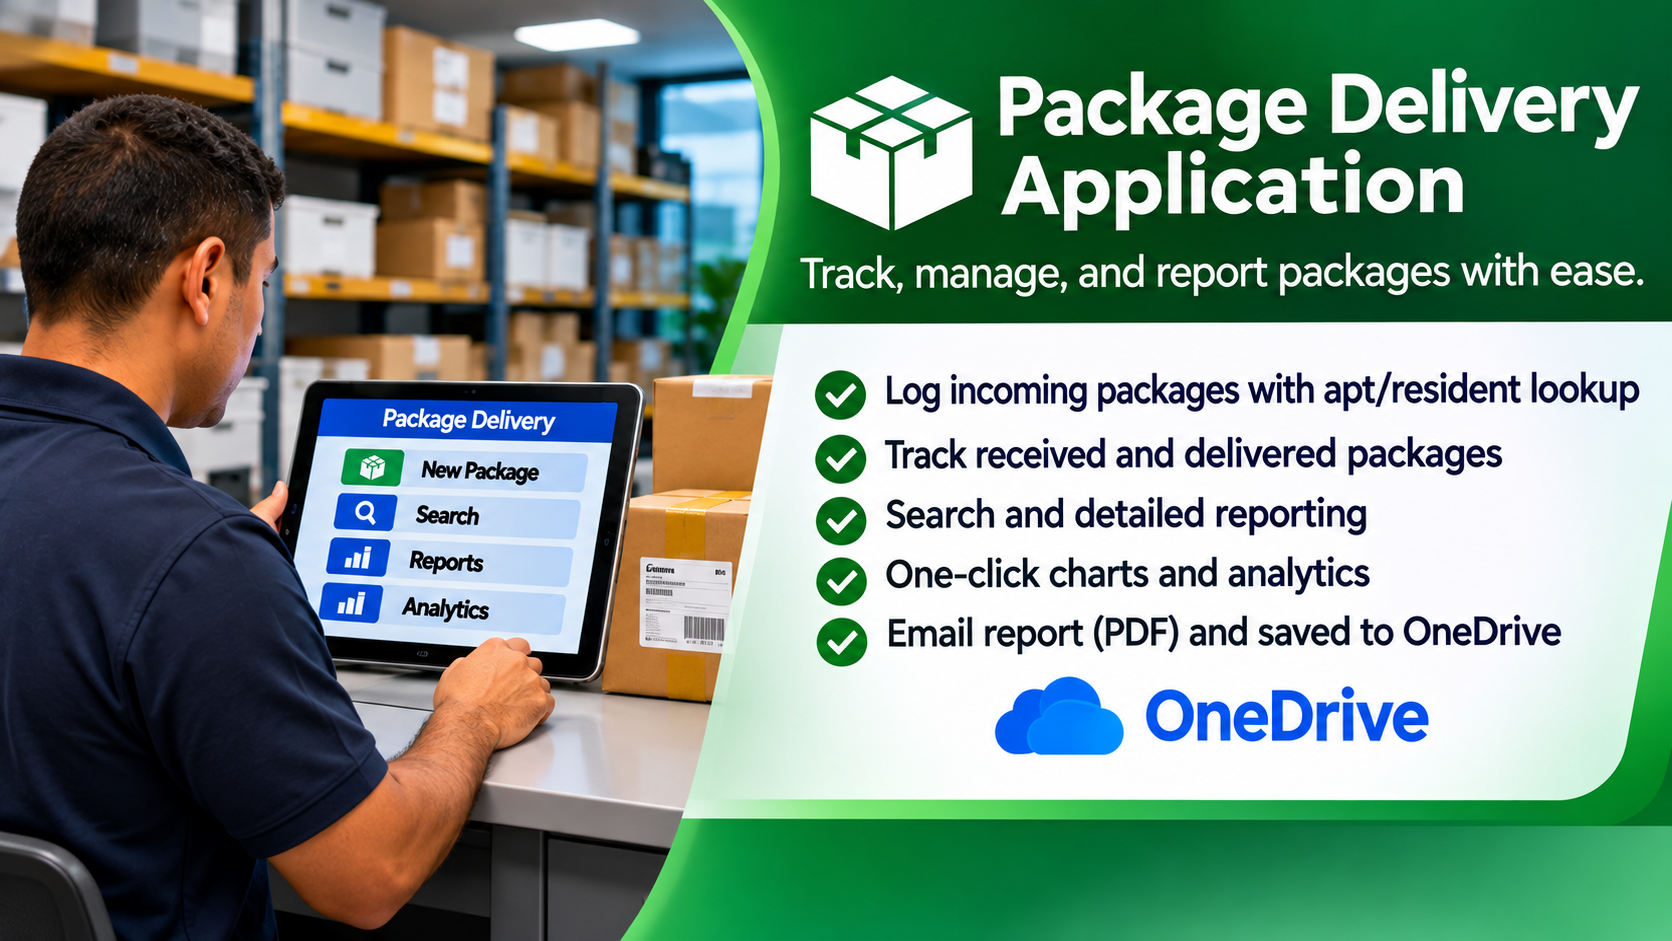 Package Delivery
Application
Track, manage, and report packages with ease.
Log incoming packages with apt/resident lookup
Track received and delivered packages
Search and detailed reporting
One-click charts and analytics
Email report (PDF) and saved to OneDrive
OneDrive
Package Delivery
New Package
Search
Reports
Analytics